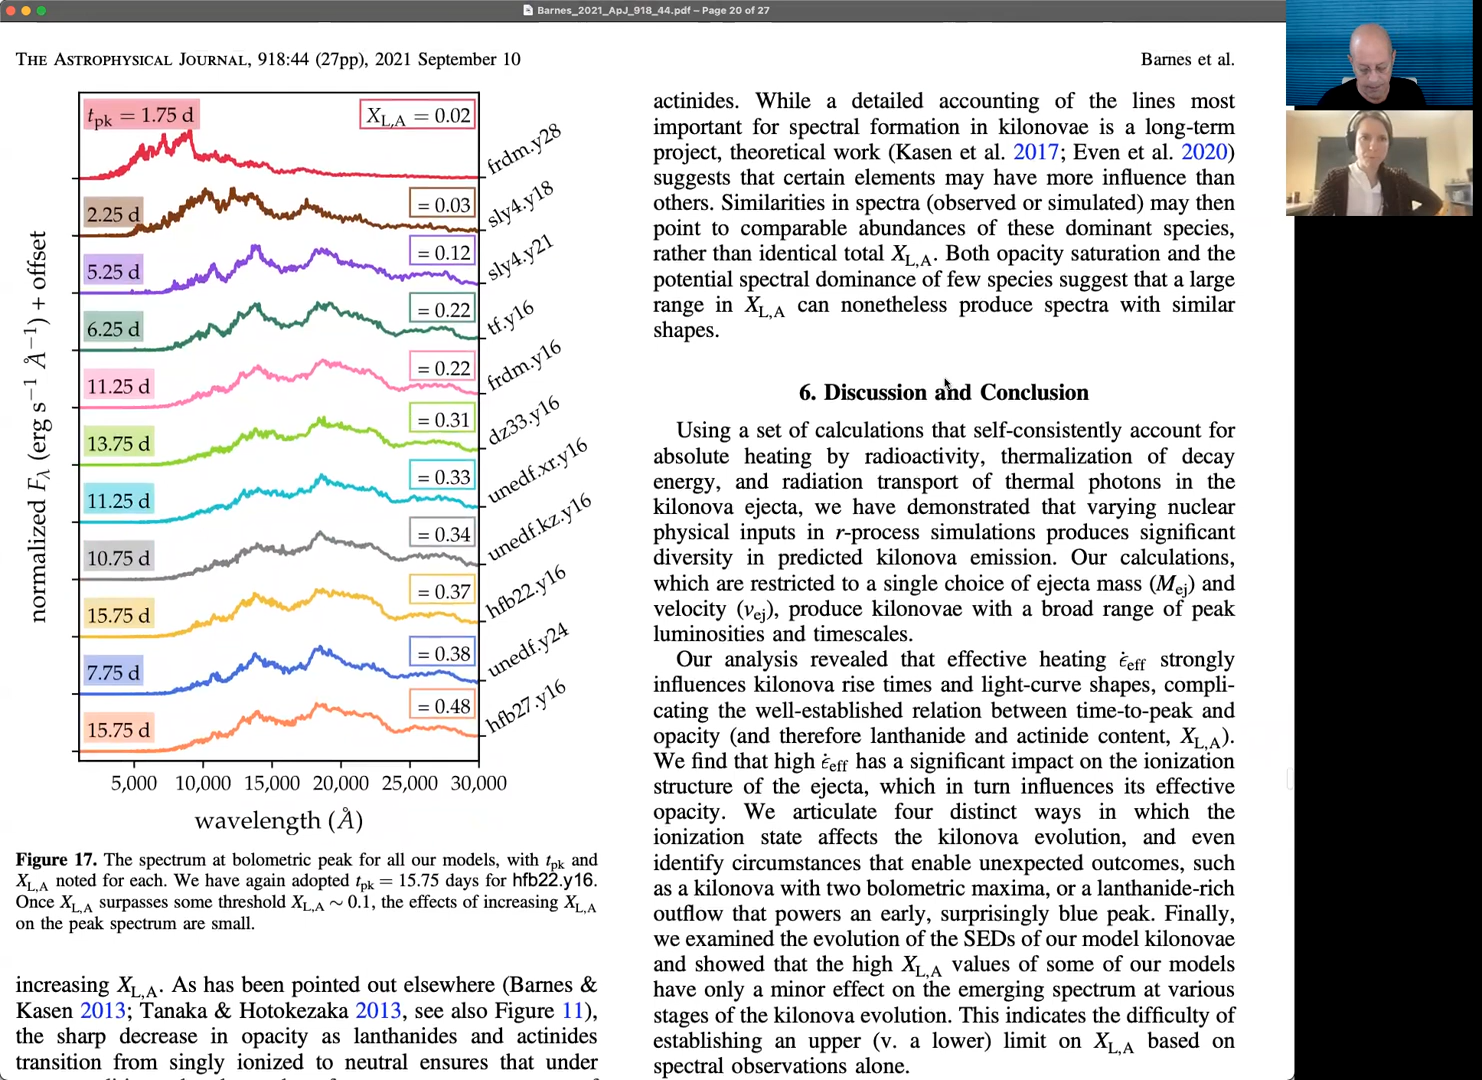 Barnes_2021_ApJ_918_44.pdf – Page 20 of 27
THE ASTROPHYSICAL JOURNAL, 918:44 (27pp), 2021 September 10
Barnes et al.
t_pk = 1.75 d
X_L,A = 0.02
frdm.y28
2.25 d
= 0.03
sly4.y18
5.25 d
= 0.12
sly4.y21
6.25 d
= 0.22
tf.y16
11.25 d
= 0.22
frdm.y16
13.75 d
= 0.31
dz33.y16
11.25 d
= 0.33
unedf.xr.y16
10.75 d
= 0.34
unedf.kz.y16
15.75 d
= 0.37
hfb22.y16
7.75 d
= 0.38
unedf.y24
15.75 d
= 0.48
hfb27.y16
normalized F_λ (erg s⁻¹ Å⁻¹) + offset
5,000 10,000 15,000 20,000 25,000 30,000
wavelength (Å)
Figure 17. The spectrum at bolometric peak for all our models, with t_pk and
X_L,A noted for each. We have again adopted t_pk = 15.75 days for hfb22.y16.
Once X_L,A surpasses some threshold X_L,A ~ 0.1, the effects of increasing X_L,A
on the peak spectrum are small.
increasing X_L,A. As has been pointed out elsewhere (Barnes &
Kasen 2013; Tanaka & Hotokezaka 2013, see also Figure 11),
the sharp decrease in opacity as lanthanides and actinides
transition from singly ionized to neutral ensures that under
actinides. While a detailed accounting of the lines most
important for spectral formation in kilonovae is a long-term
project, theoretical work (Kasen et al. 2017; Even et al. 2020)
suggests that certain elements may have more influence than
others. Similarities in spectra (observed or simulated) may then
point to comparable abundances of these dominant species,
rather than identical total X_L,A. Both opacity saturation and the
potential spectral dominance of few species suggest that a large
range in X_L,A can nonetheless produce spectra with similar
shapes.
6. Discussion and Conclusion
Using a set of calculations that self-consistently account for
absolute heating by radioactivity, thermalization of decay
energy, and radiation transport of thermal photons in the
kilonova ejecta, we have demonstrated that varying nuclear
physical inputs in r-process simulations produces significant
diversity in predicted kilonova emission. Our calculations,
which are restricted to a single choice of ejecta mass (M_ej) and
velocity (v_ej), produce kilonovae with a broad range of peak
luminosities and timescales.
Our analysis revealed that effective heating ε̇_eff strongly
influences kilonova rise times and light-curve shapes, compli-
cating the well-established relation between time-to-peak and
opacity (and therefore lanthanide and actinide content, X_L,A).
We find that high ε̇_eff has a significant impact on the ionization
structure of the ejecta, which in turn influences its effective
opacity. We articulate four distinct ways in which the
ionization state affects the kilonova evolution, and even
identify circumstances that enable unexpected outcomes, such
as a kilonova with two bolometric maxima, or a lanthanide-rich
outflow that powers an early, surprisingly blue peak. Finally,
we examined the evolution of the SEDs of our model kilonovae
and showed that the high X_L,A values of some of our models
have only a minor effect on the emerging spectrum at various
stages of the kilonova evolution. This indicates the difficulty of
establishing an upper (v. a lower) limit on X_L,A based on
spectral observations alone.